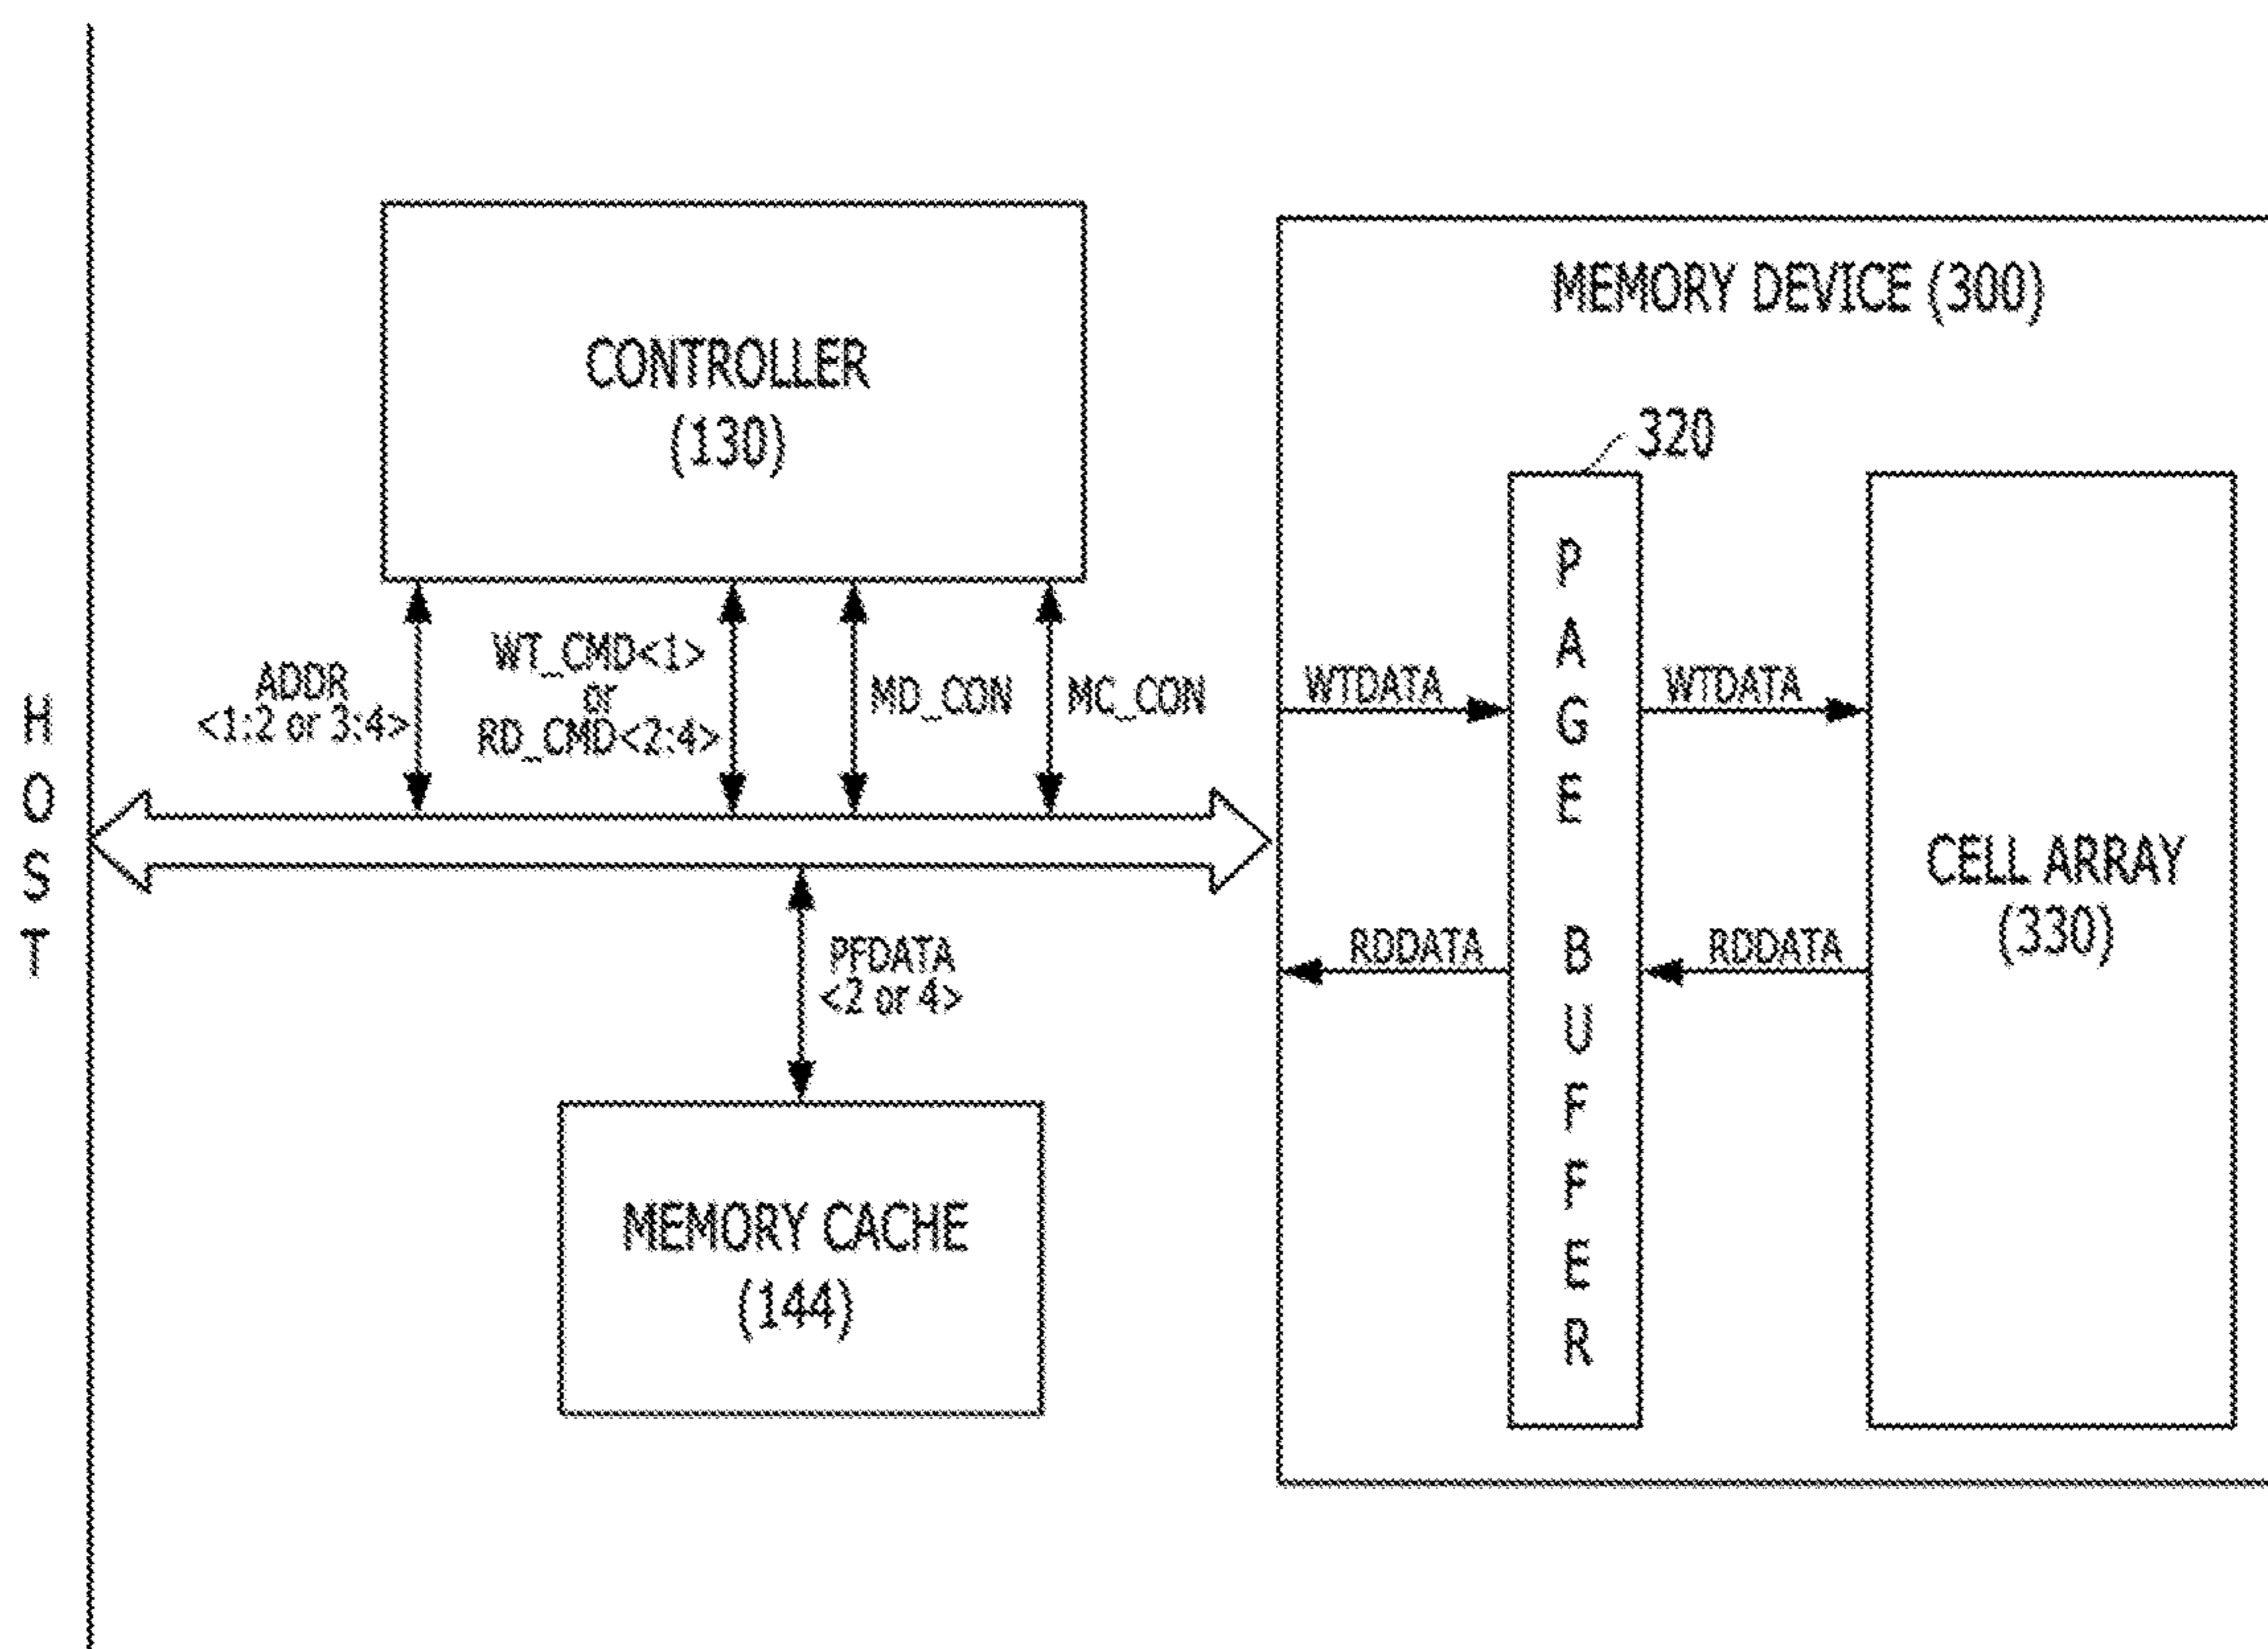 HOST
CONTROLLER
(130)
ADDR
<1:2 or 3:4>
WT_CMD<1>
or
RD_CMD<2:4>
MD_CON
MC_CON
PFDATA
<2 or 4>
MEMORY CACHE
(144)
MEMORY DEVICE (300)
320
PAGE BUFFER
WTDATA
WTDATA
RDDATA
RDDATA
CELL ARRAY
(330)